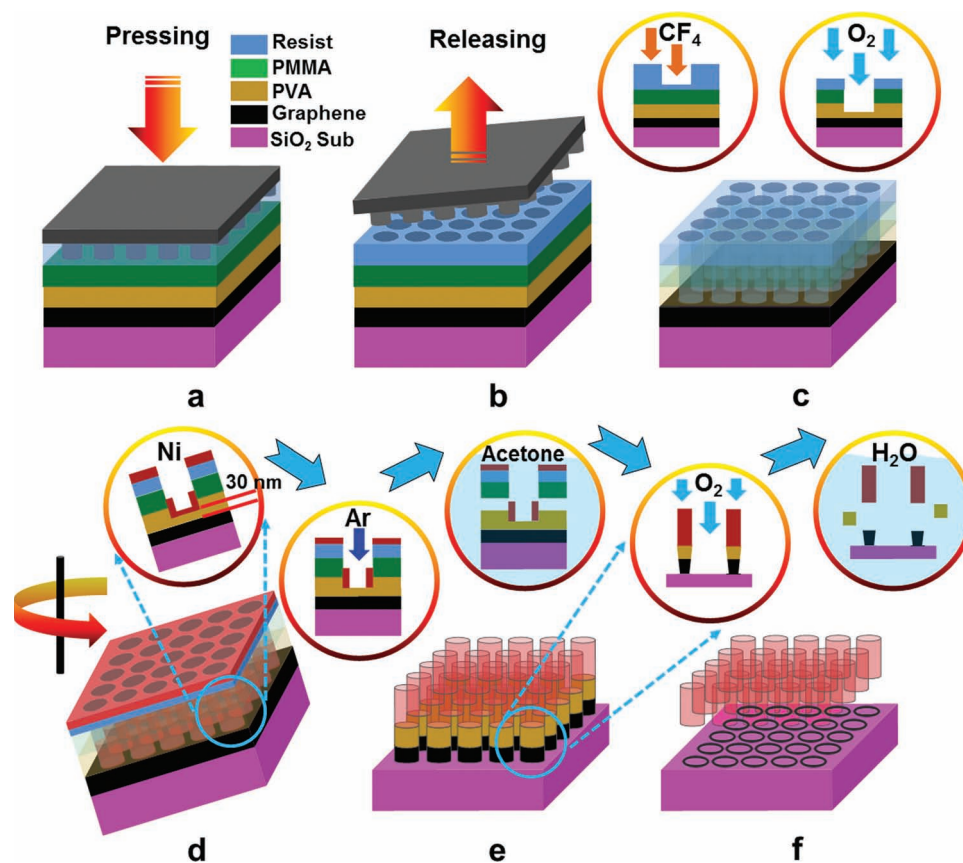 Pressing
Resist
PMMA
PVA
Graphene
SiO₂ Sub
Releasing
CF₄
O₂
a
b
c
Ni
30 nm
Ar
Acetone
O₂
H₂O
d
e
f